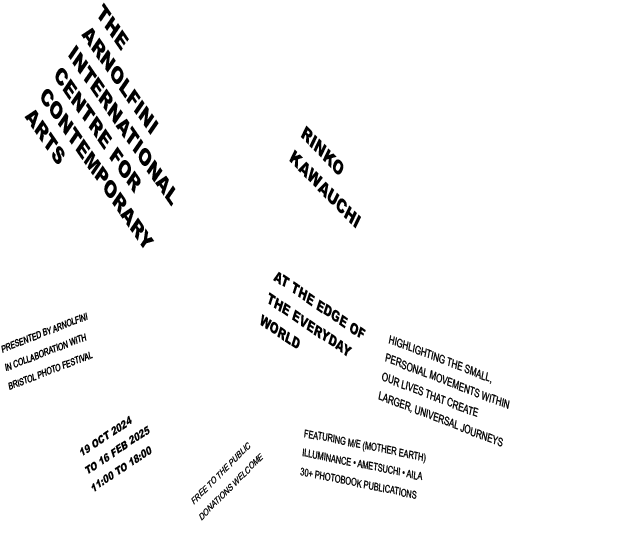 THE
ARNOLFINI
INTERNATIONAL
CENTRE FOR
CONTEMPORARY
ARTS
RINKO
KAWAUCHI
AT THE EDGE OF
THE EVERYDAY
WORLD
HIGHLIGHTING THE SMALL,
PERSONAL MOVEMENTS WITHIN
OUR LIVES THAT CREATE
LARGER, UNIVERSAL JOURNEYS
PRESENTED BY ARNOLFINI
IN COLLABORATION WITH
BRISTOL PHOTO FESTIVAL
19 OCT 2024
TO 16 FEB 2025
11:00 TO 18:00
FREE TO THE PUBLIC
DONATIONS WELCOME
FEATURING M/E (MOTHER EARTH)
ILLUMINANCE • AMETSUCHI • AILA
30+ PHOTOBOOK PUBLICATIONS